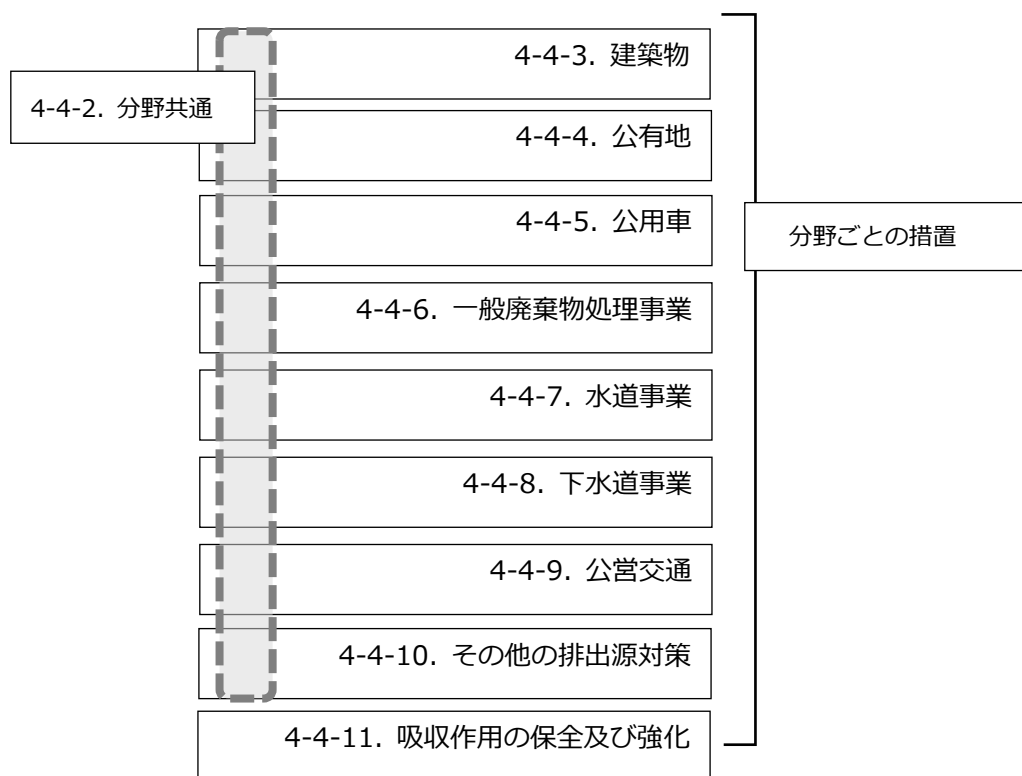 4-4-3. 建築物
4-4-2. 分野共通
4-4-4. 公有地
4-4-5. 公用車
分野ごとの措置
4-4-6. 一般廃棄物処理事業
4-4-7. 水道事業
4-4-8. 下水道事業
4-4-9. 公営交通
4-4-10. その他の排出源対策
4-4-11. 吸収作用の保全及び強化